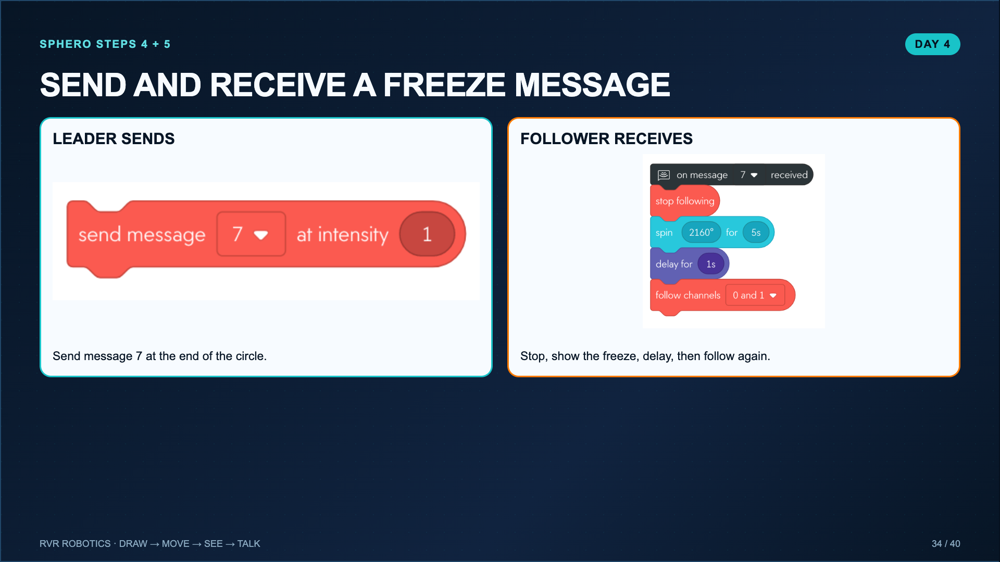 SPHERO STEPS 4 + 5
DAY 4
SEND AND RECEIVE A FREEZE MESSAGE
LEADER SENDS
send message 7 at intensity 1
Send message 7 at the end of the circle.
FOLLOWER RECEIVES
on message 7 received
stop following
spin 2160° for 5s
delay for 1s
follow channels 0 and 1
Stop, show the freeze, delay, then follow again.
RVR ROBOTICS · DRAW → MOVE → SEE → TALK
34 / 40